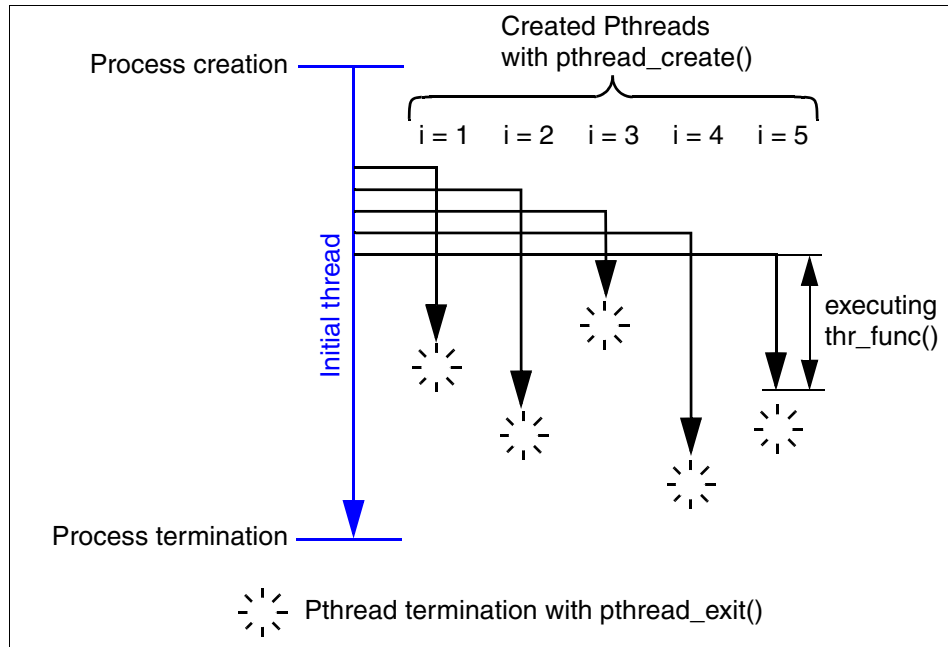 Created Pthreads
with pthread_create()
Process creation
i = 1 i = 2 i = 3 i = 4 i = 5
Initial thread
executing
thr_func()
Process termination
Pthread termination with pthread_exit()